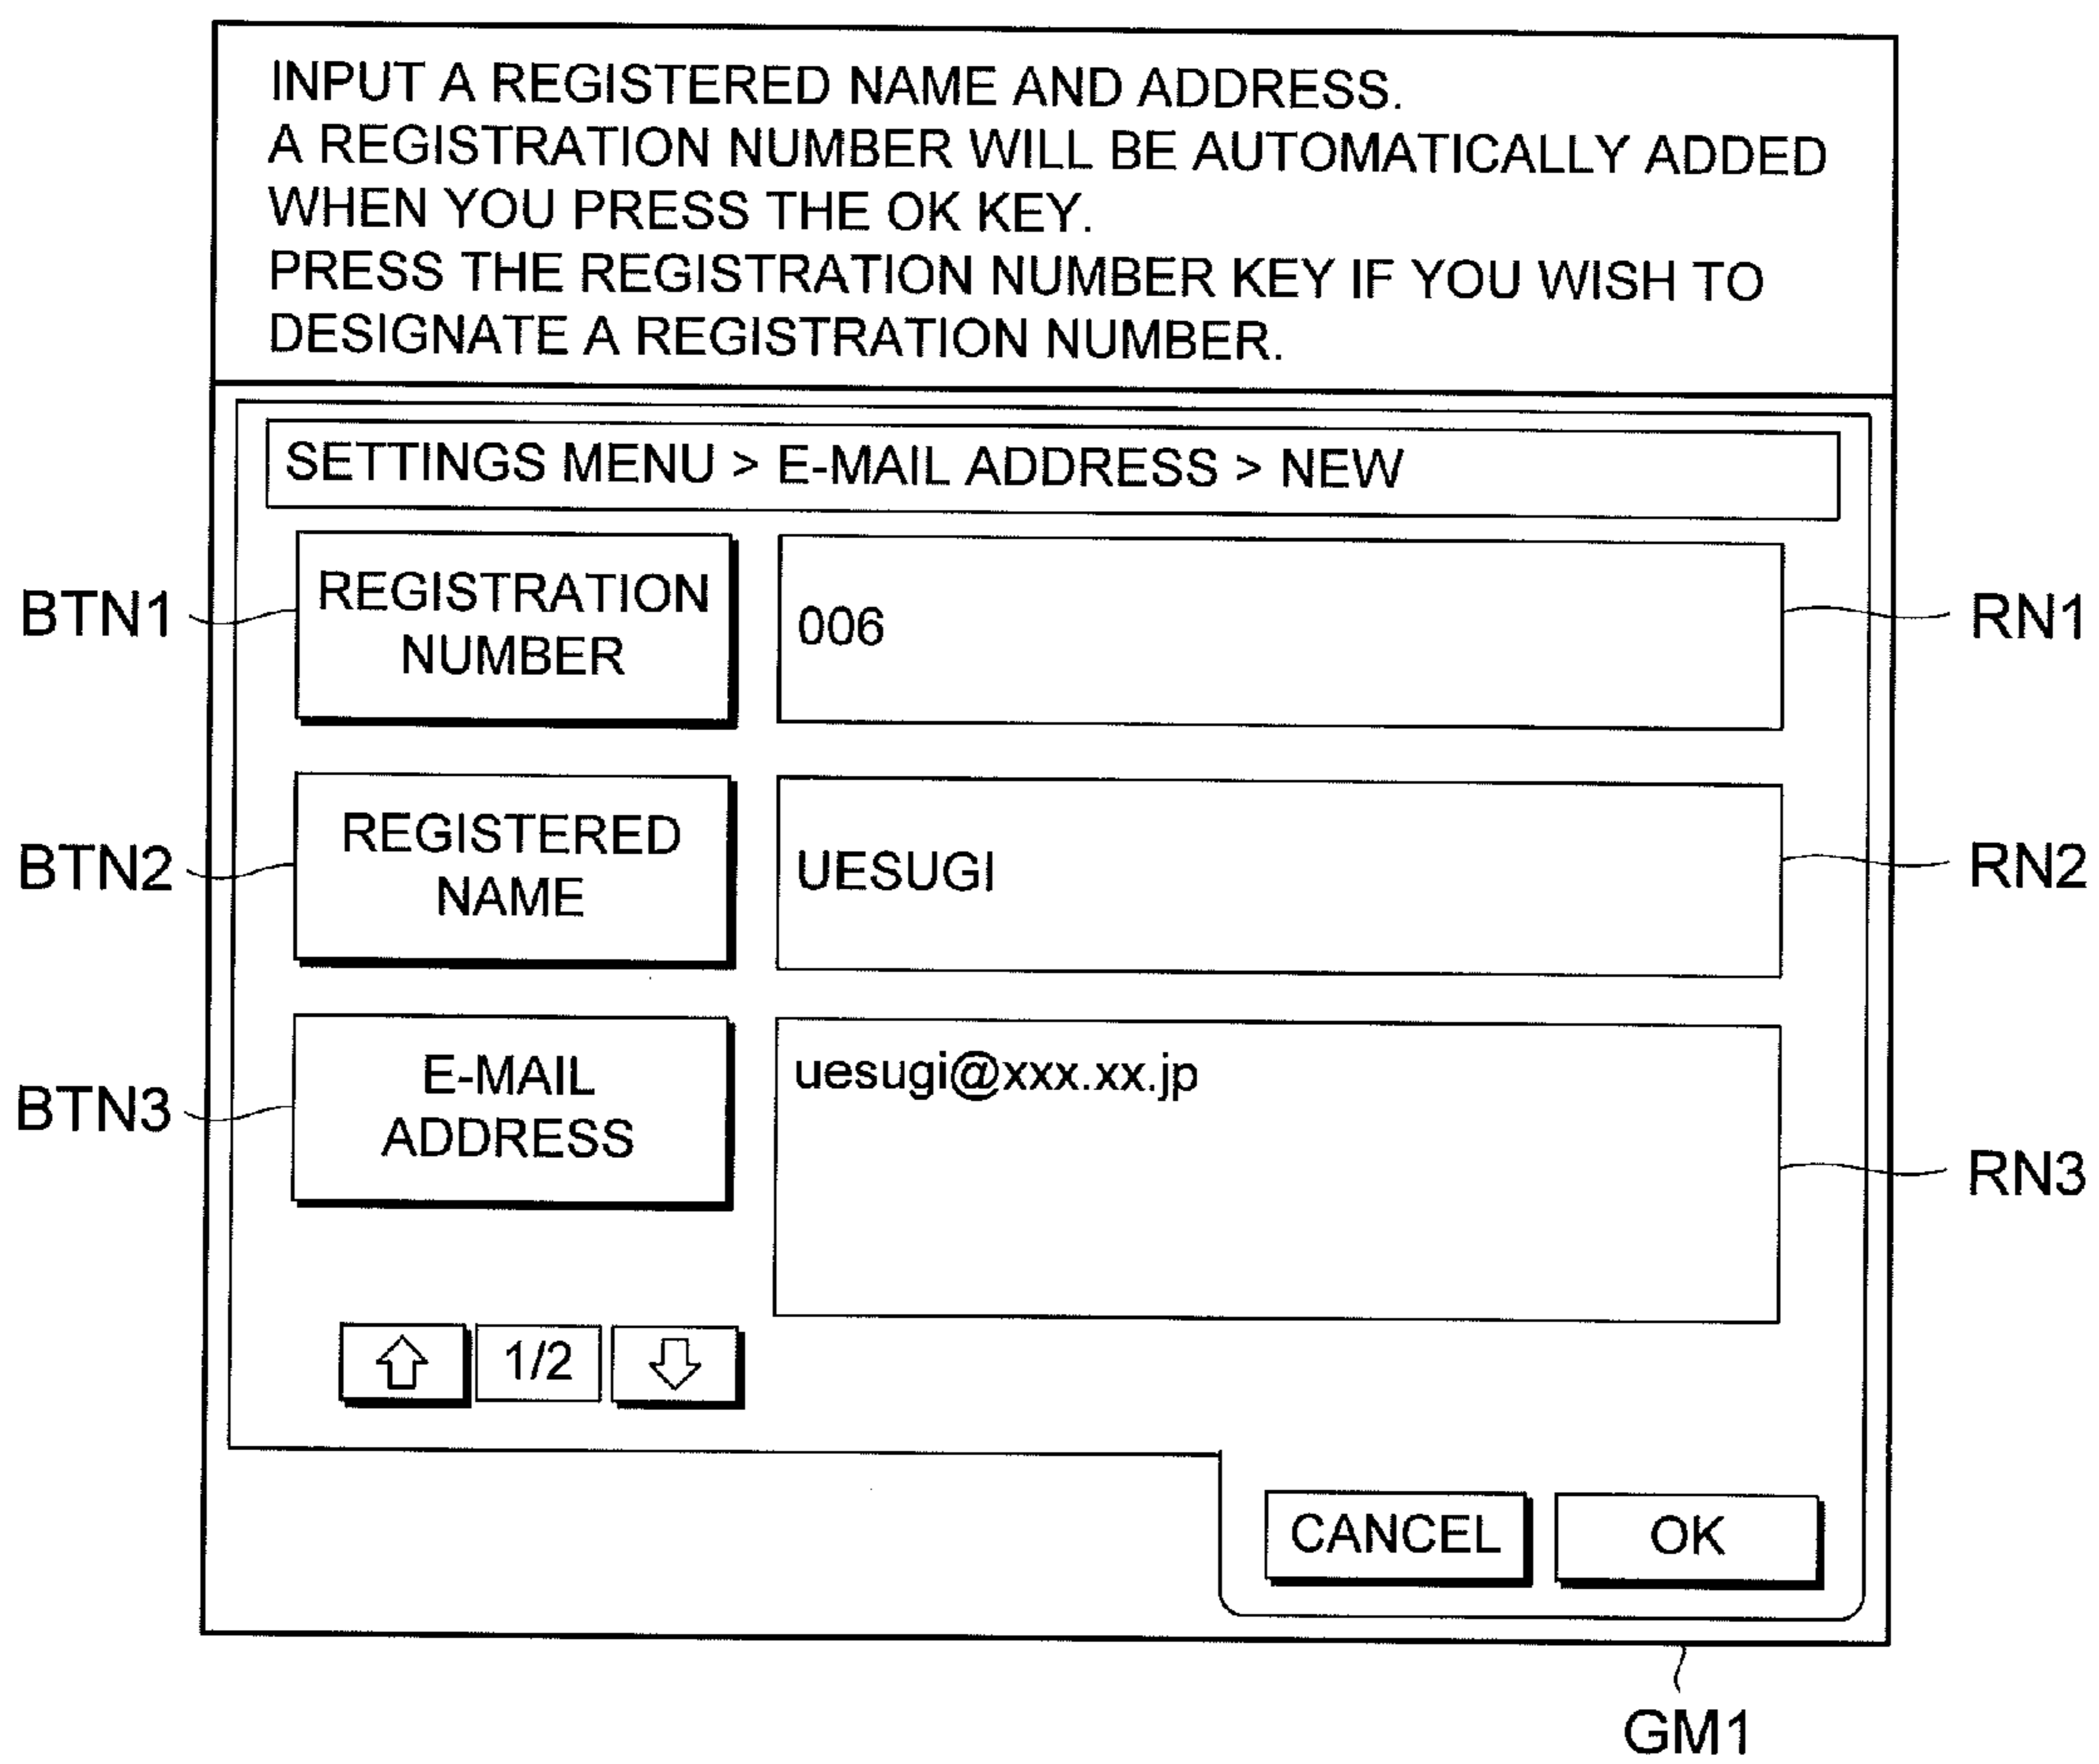 INPUT A REGISTERED NAME AND ADDRESS.
A REGISTRATION NUMBER WILL BE AUTOMATICALLY ADDED
WHEN YOU PRESS THE OK KEY.
PRESS THE REGISTRATION NUMBER KEY IF YOU WISH TO
DESIGNATE A REGISTRATION NUMBER.
SETTINGS MENU > E-MAIL ADDRESS > NEW
BTN1
REGISTRATION
NUMBER
006
RN1
BTN2
REGISTERED
NAME
UESUGI
RN2
BTN3
E-MAIL
ADDRESS
uesugi@xxx.xx.jp
RN3
1/2
CANCEL
OK
GM1